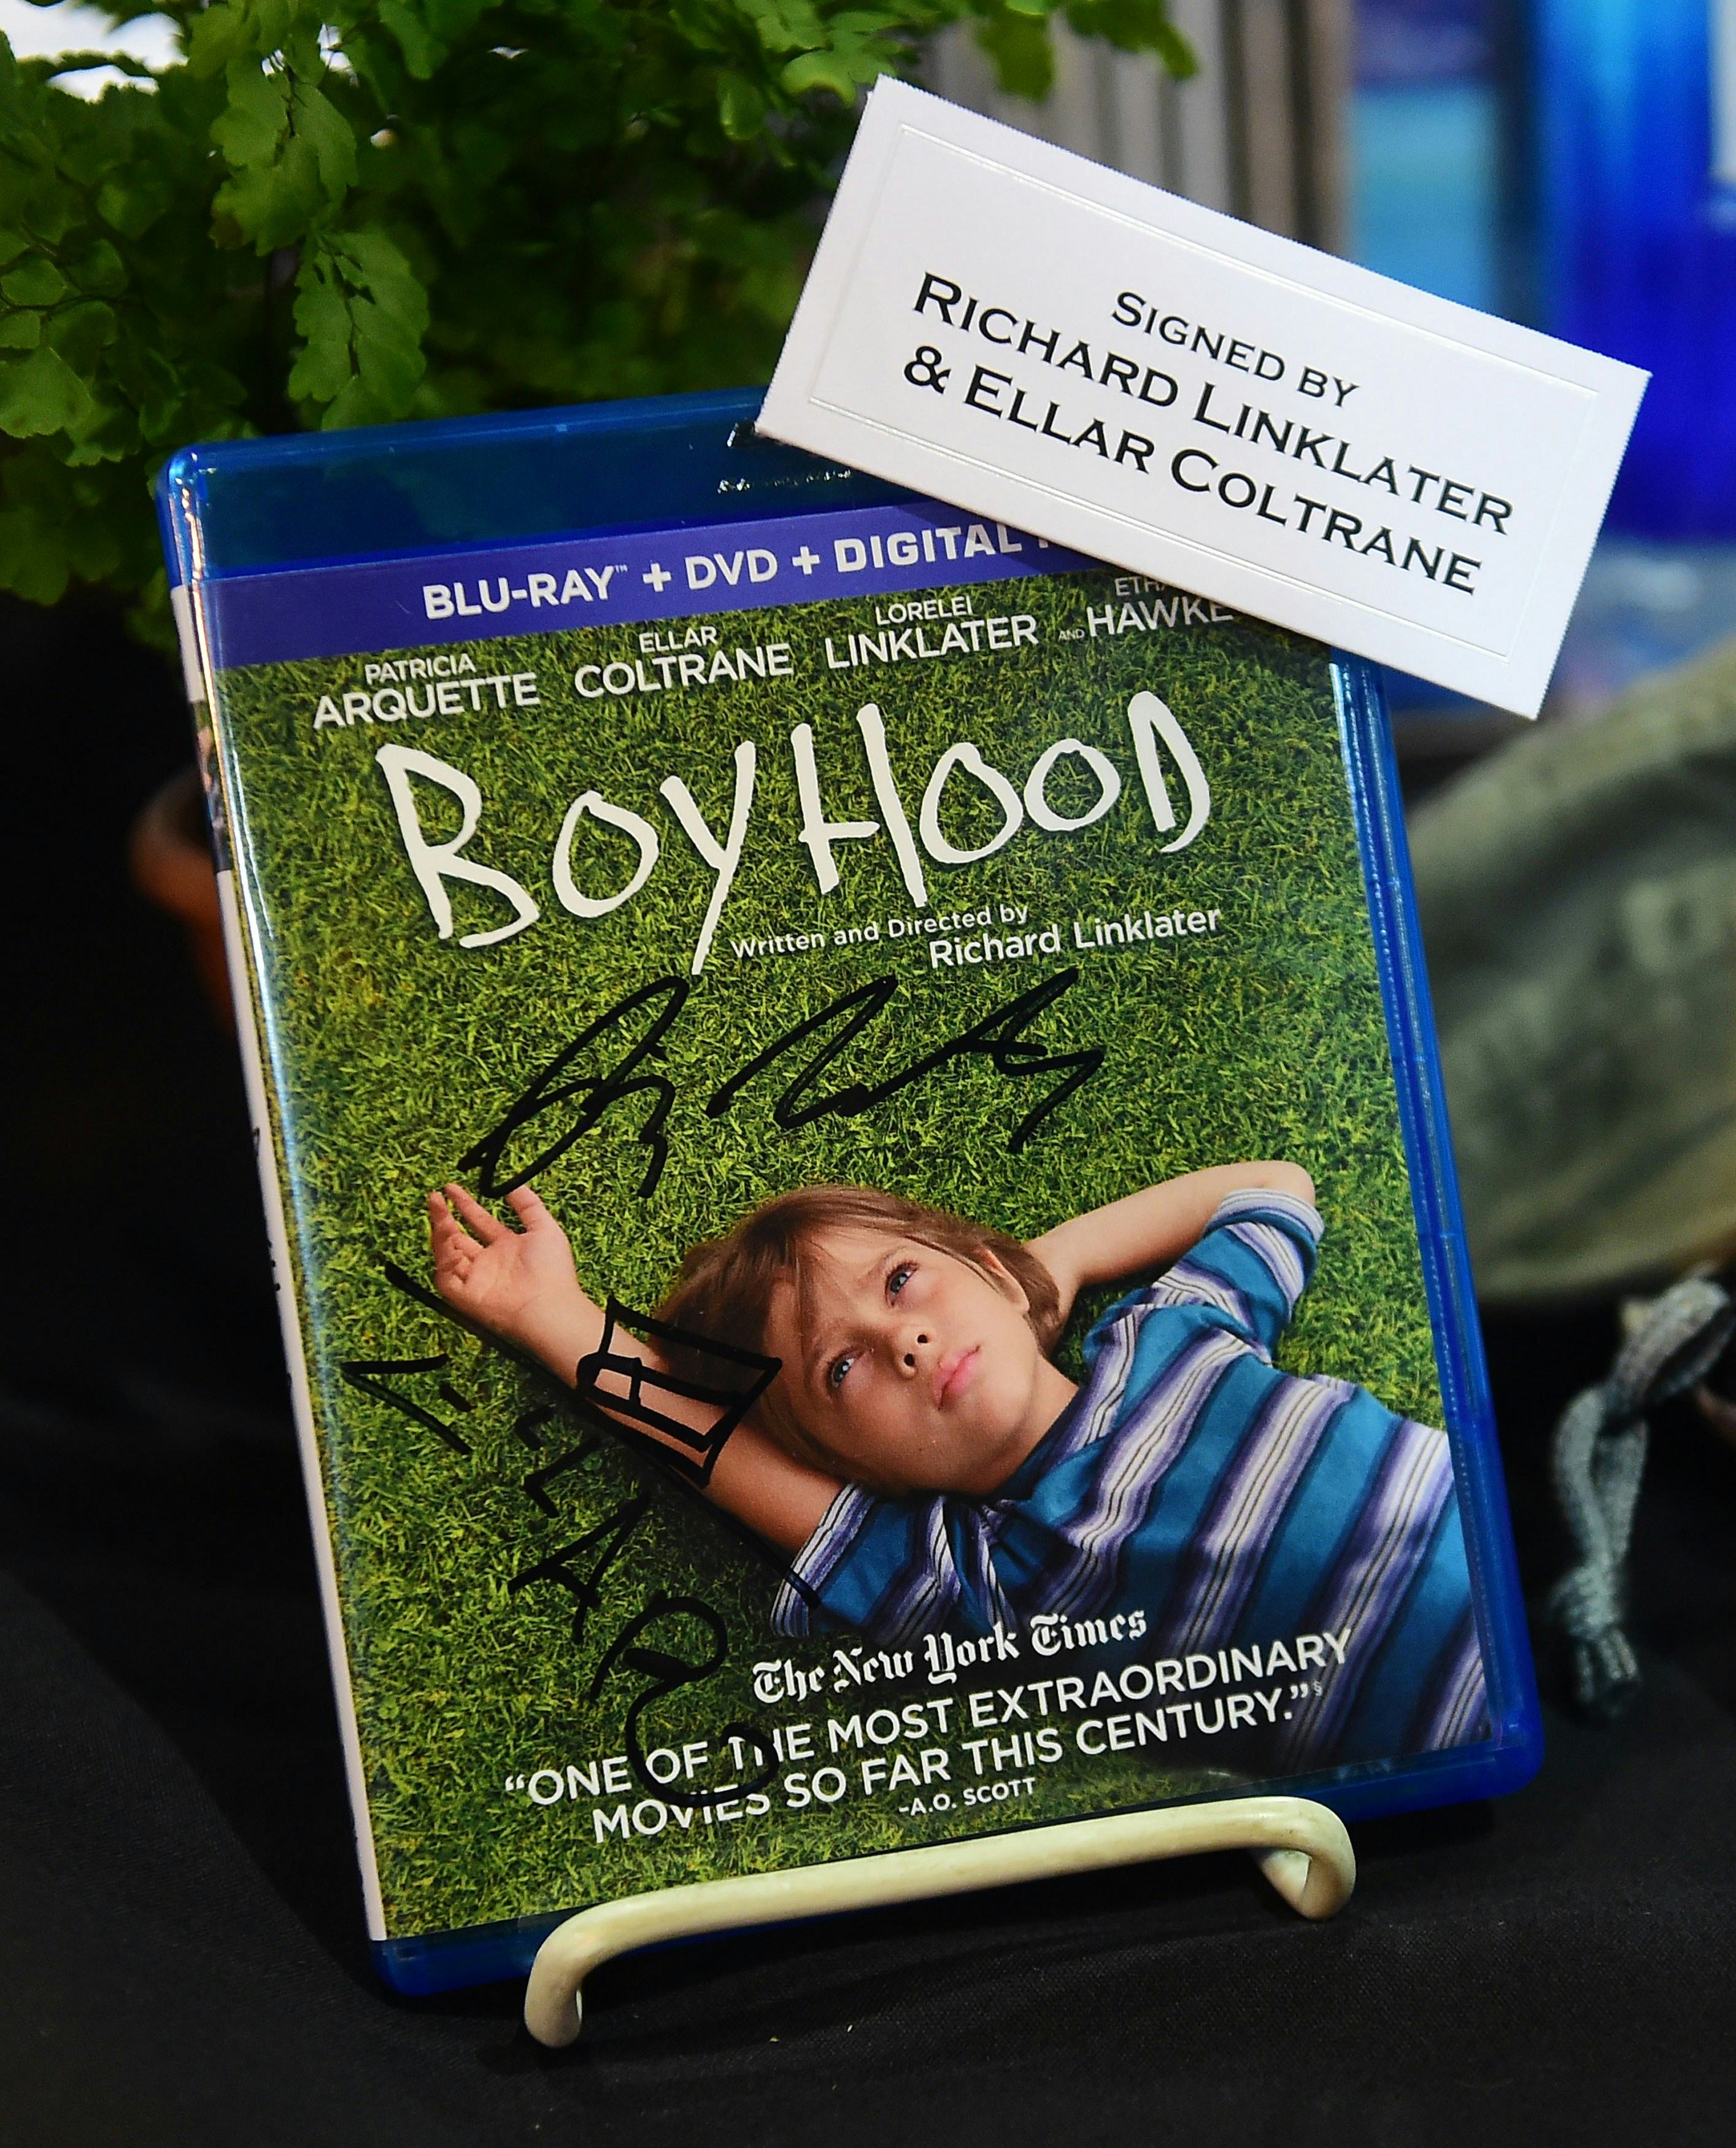 SIGNED BY
RICHARD LINKLATER
& ELLAR COLTRANE
BLU-RAY™ + DVD + DIGITAL
PATRICIA ARQUETTE
ELLAR COLTRANE
LORELEI LINKLATER
AND HAWKE
BOYHOOD
Written and Directed by
Richard Linklater
The New York Times
“ONE OF THE MOST EXTRAORDINARY
MOVIES SO FAR THIS CENTURY.”§
-A.O. SCOTT